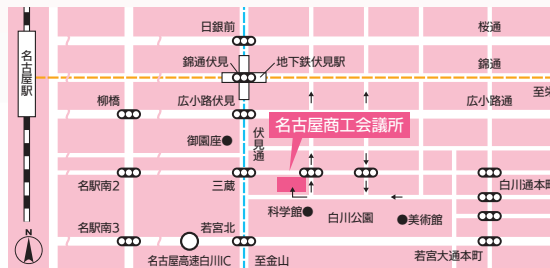 日銀前
桜通
名古屋駅
錦通伏見
地下鉄伏見駅
錦通
至栄
柳橋
広小路伏見
広小路通
名古屋商工会議所
御園座
伏見通
名駅南2
三蔵
白川通本町
科学館
白川公園
美術館
名駅南3
若宮北
N
名古屋高速白川IC
至金山
若宮大通本町